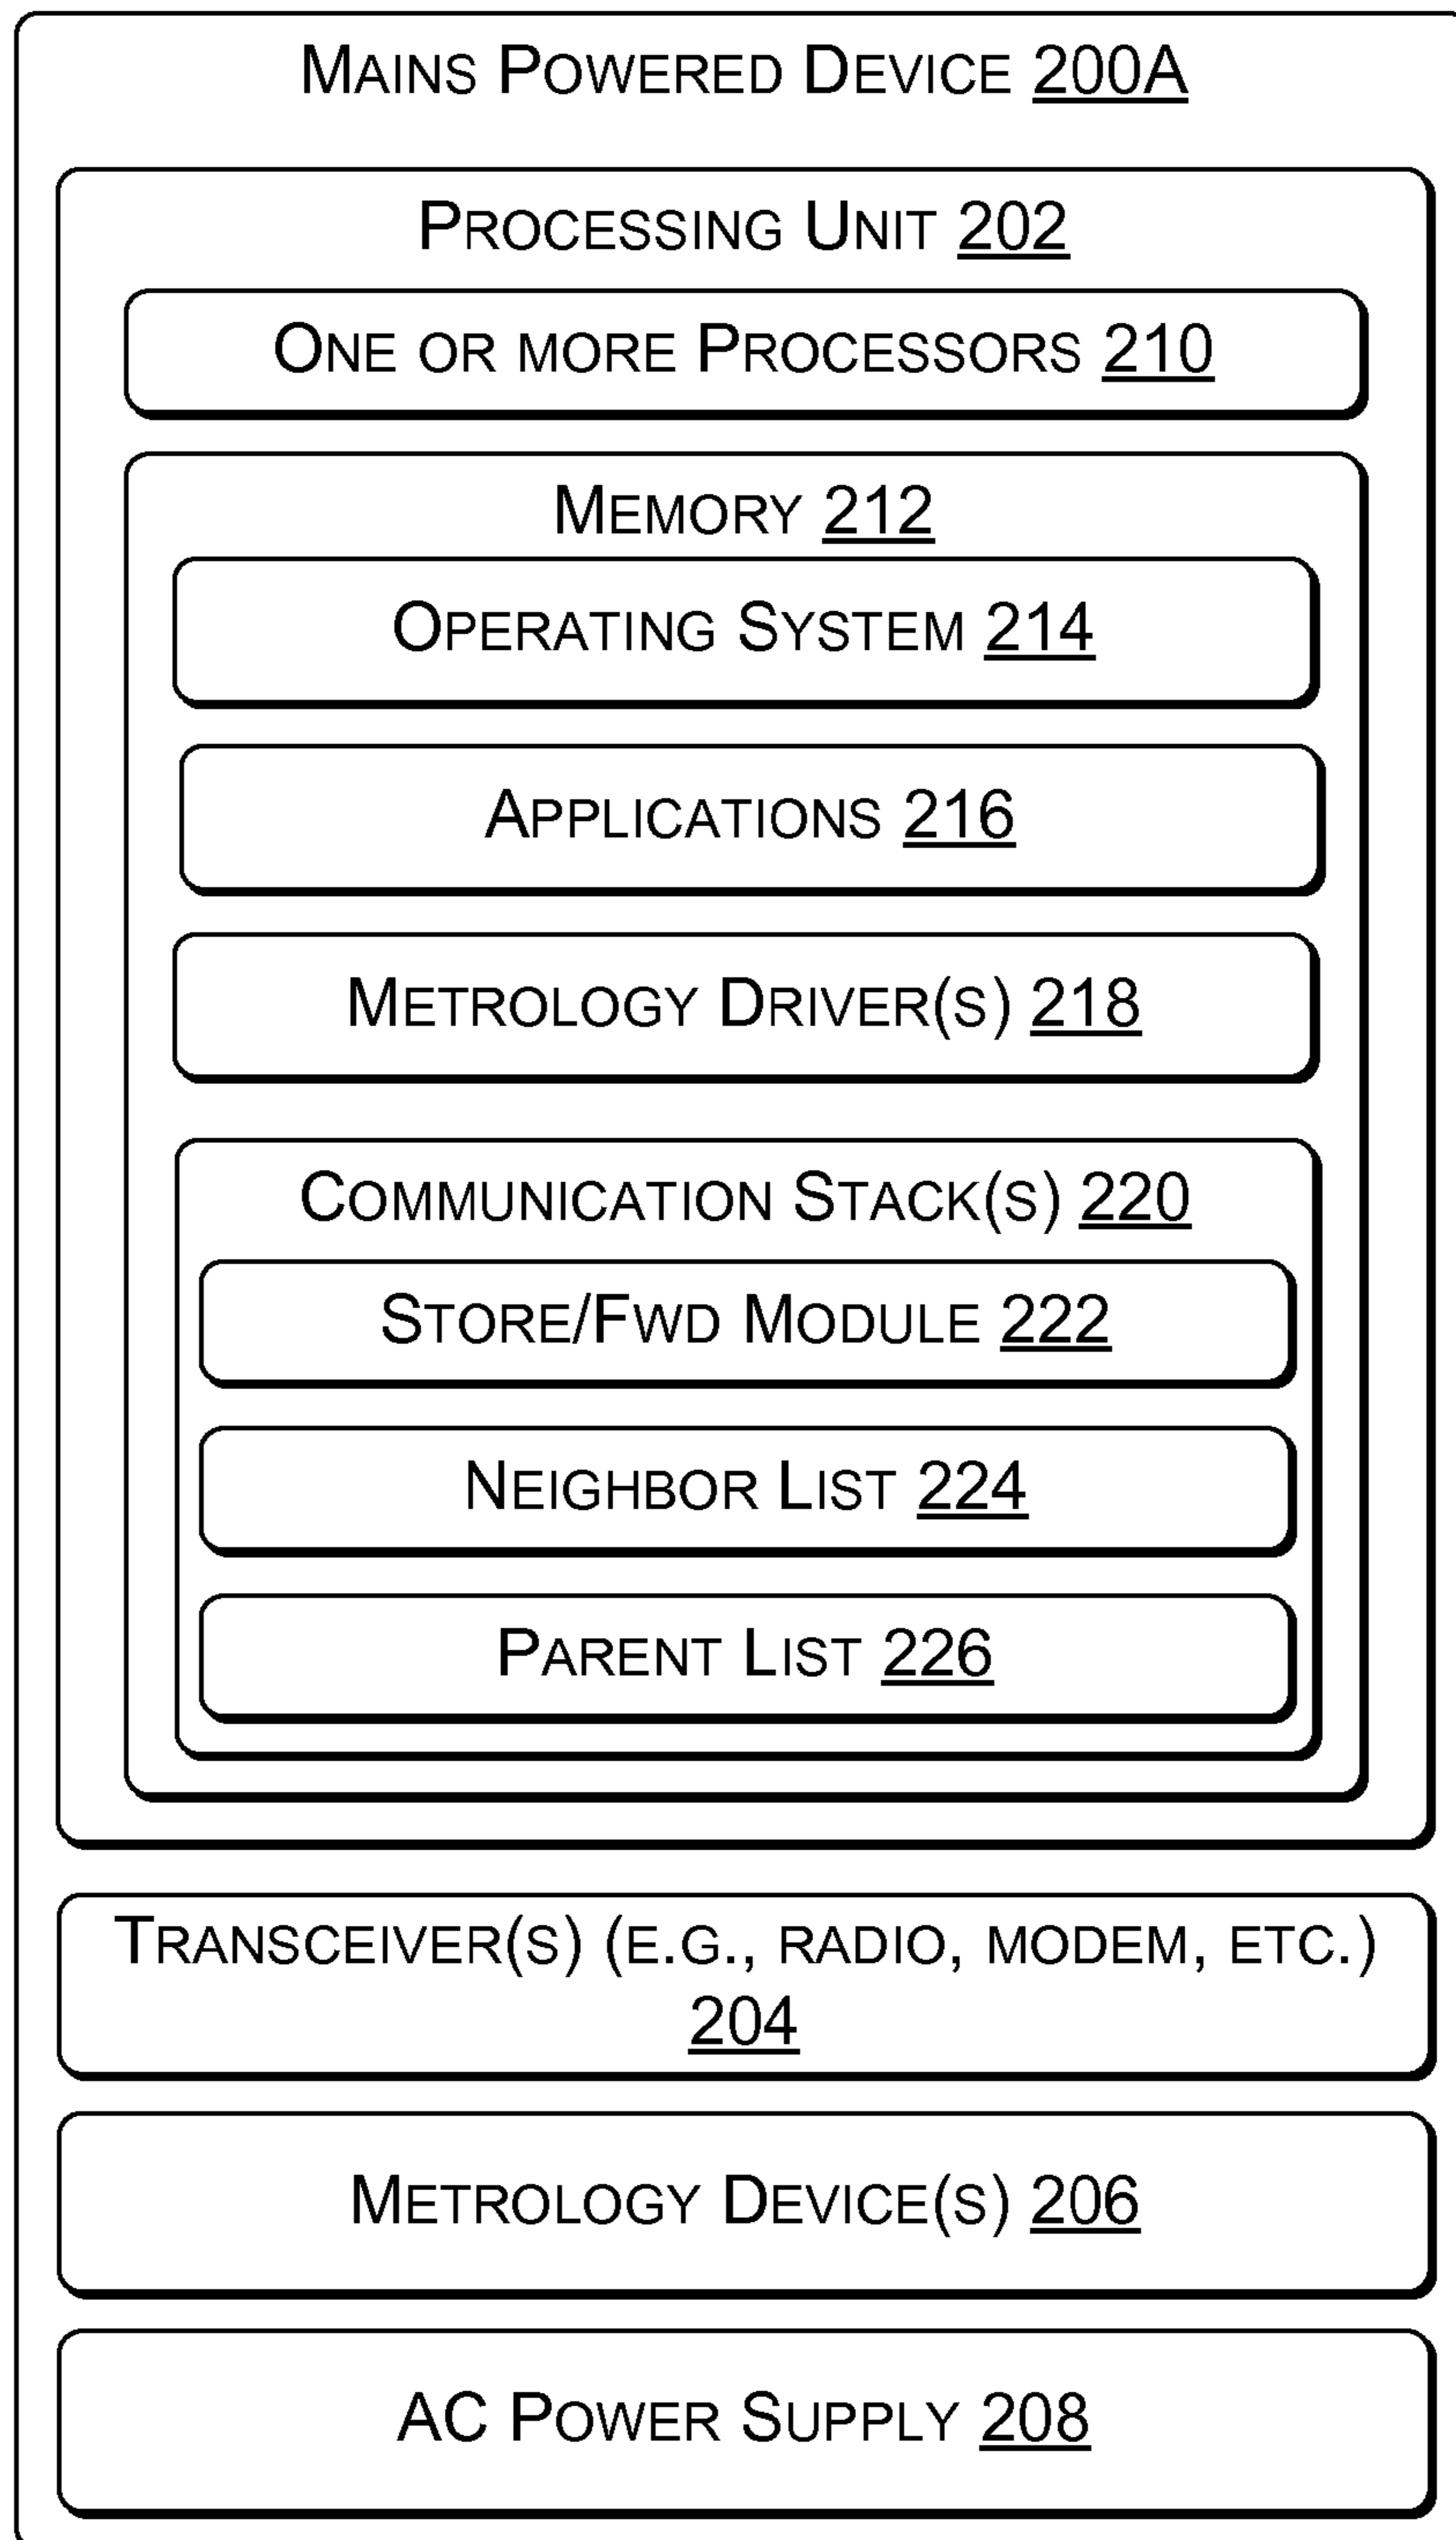 MAINS POWERED DEVICE 200A
PROCESSING UNIT 202
ONE OR MORE PROCESSORS 210
MEMORY 212
OPERATING SYSTEM 214
APPLICATIONS 216
METROLOGY DRIVER(S) 218
COMMUNICATION STACK(S) 220
STORE/FWD MODULE 222
NEIGHBOR LIST 224
PARENT LIST 226
TRANSCEIVER(S) (E.G., RADIO, MODEM, ETC.)
204
METROLOGY DEVICE(S) 206
AC POWER SUPPLY 208